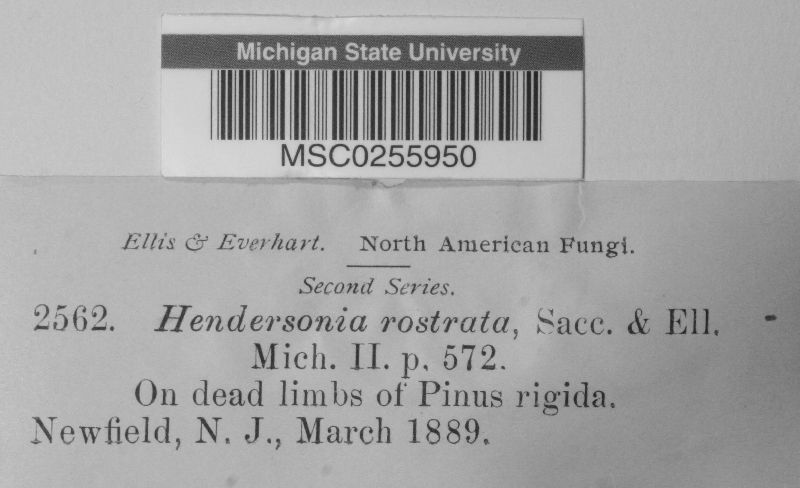 Michigan State University
MSC0255950
Ellis & Everhart. North American Fungi.
Second Series.
2562. Hendersonia rostrata, Sacc. & Ell.
Mich. II. p. 572.
On dead limbs of Pinus rigida.
Newfield, N. J., March 1889.